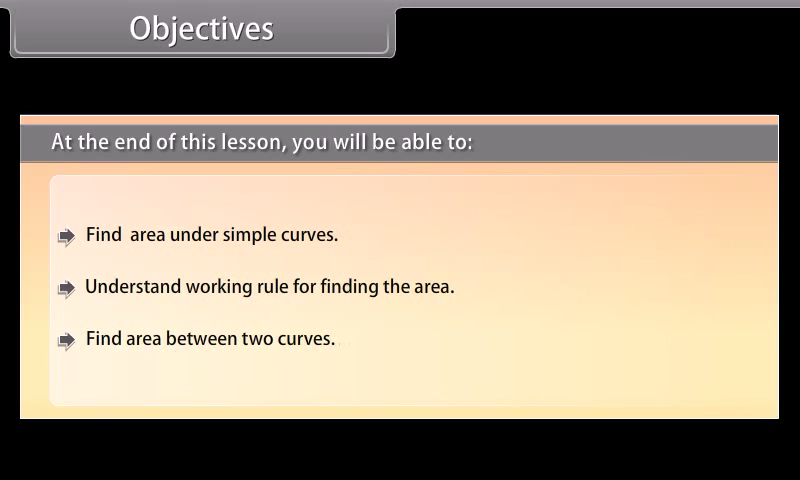 Objectives
At the end of this lesson, you will be able to:
Find area under simple curves.
Understand working rule for finding the area.
Find area between two curves.